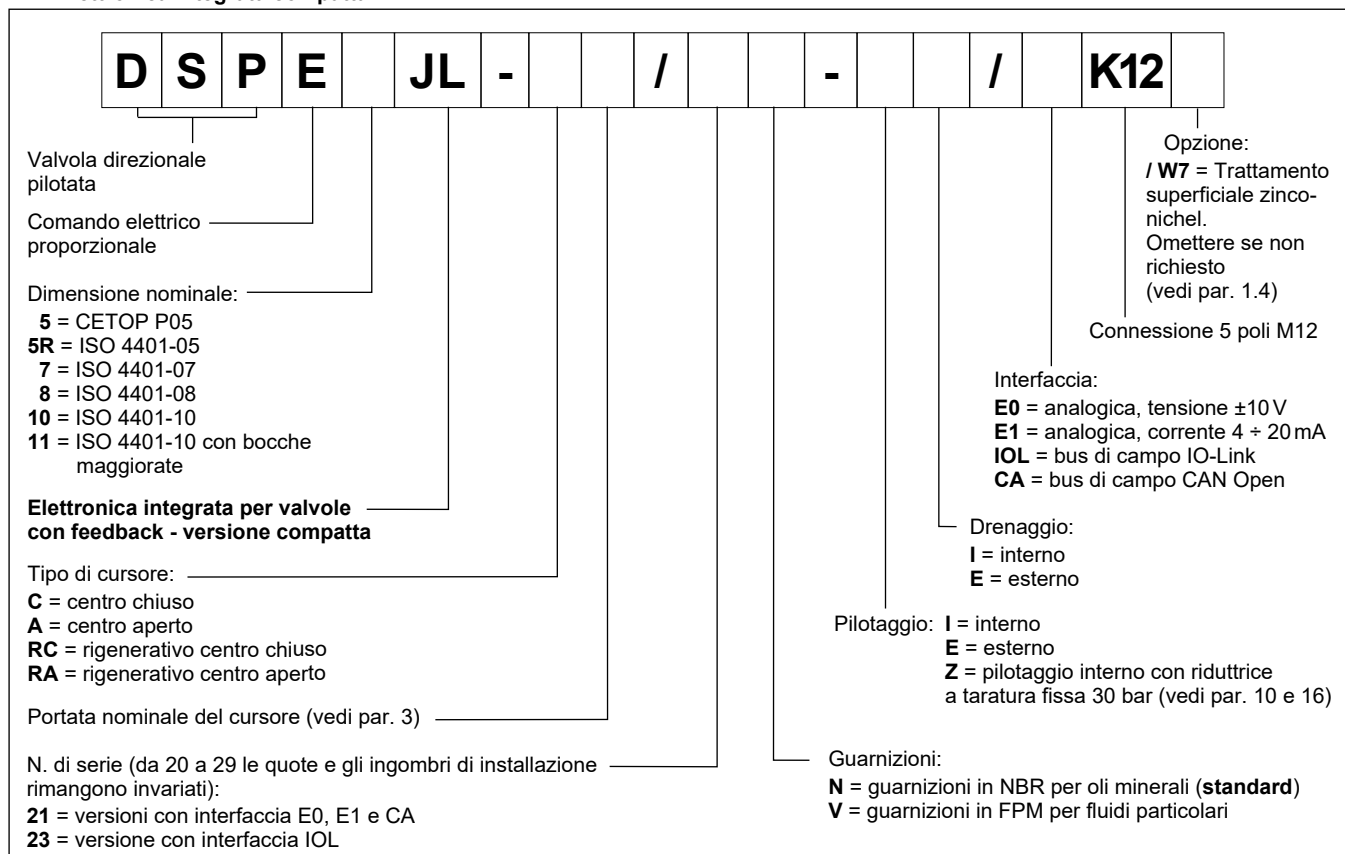 D S P E JL - / - / K12
Valvola direzionale
pilotata
Comando elettrico
proporzionale
Dimensione nominale:
5 = CETOP P05
5R = ISO 4401-05
7 = ISO 4401-07
8 = ISO 4401-08
10 = ISO 4401-10
11 = ISO 4401-10 con bocche
maggiorate
Elettronica integrata per valvole
con feedback - versione compatta
Tipo di cursore:
C = centro chiuso
A = centro aperto
RC = rigenerativo centro chiuso
RA = rigenerativo centro aperto
Portata nominale del cursore (vedi par. 3)
N. di serie (da 20 a 29 le quote e gli ingombri di installazione
rimangono invariati):
21 = versioni con interfaccia E0, E1 e CA
23 = versione con interfaccia IOL
Opzione:
/ W7 = Trattamento
superficiale zinco-
nichel.
Omettere se non
richiesto
(vedi par. 1.4)
Connessione 5 poli M12
Interfaccia:
E0 = analogica, tensione ±10 V
E1 = analogica, corrente 4 ÷ 20 mA
IOL = bus di campo IO-Link
CA = bus di campo CAN Open
Drenaggio:
I = interno
E = esterno
Pilotaggio: I = interno
E = esterno
Z = pilotaggio interno con riduttrice
a taratura fissa 30 bar (vedi par. 10 e 16)
Guarnizioni:
N = guarnizioni in NBR per oli minerali (standard)
V = guarnizioni in FPM per fluidi particolari